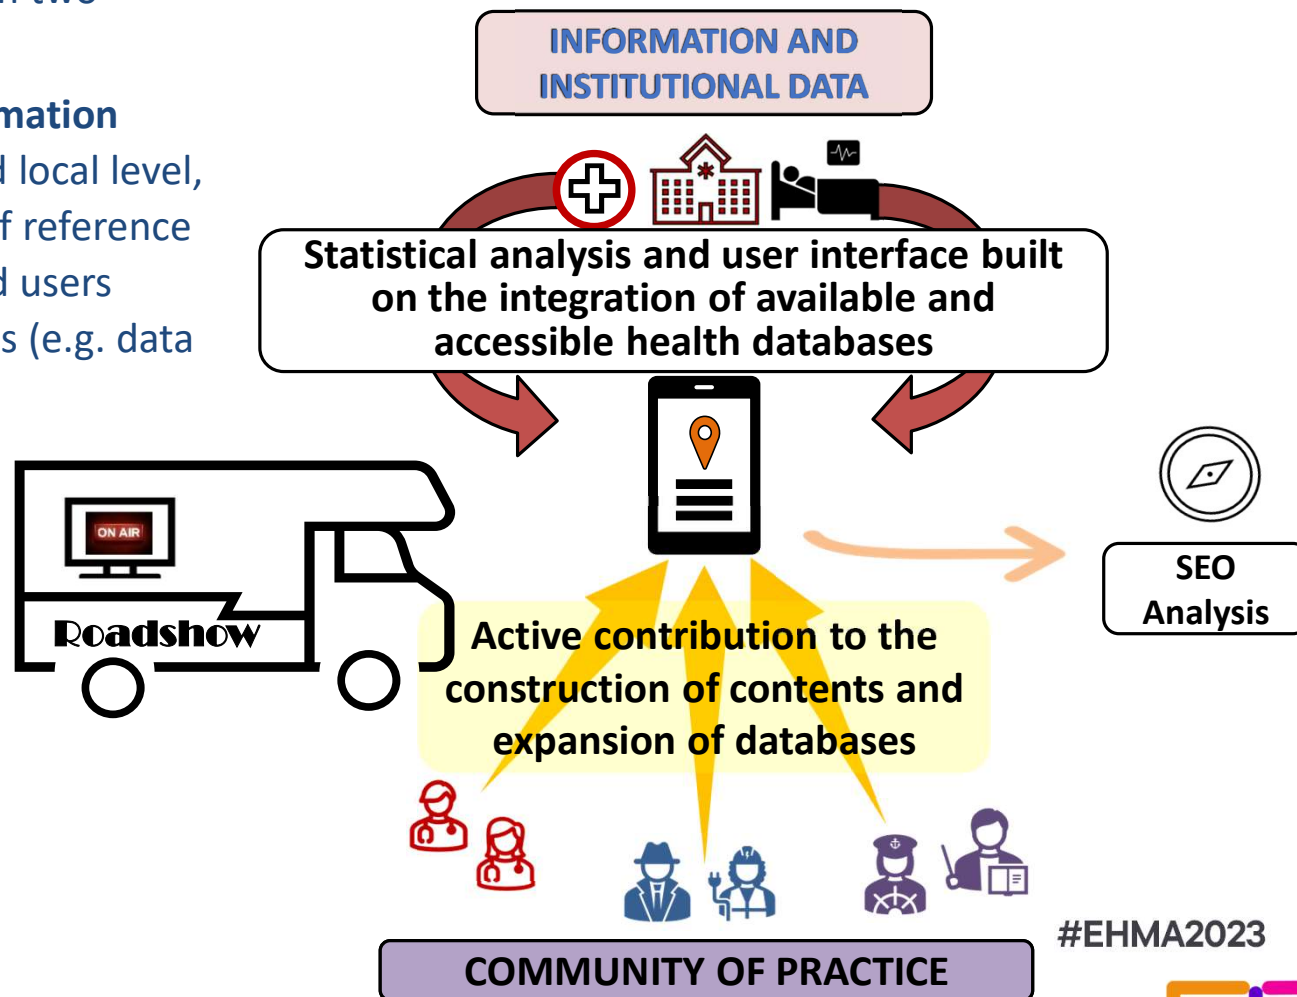 two
INFORMATION AND
INSTITUTIONAL DATA
local level,
reference
users
(e.g. data
Statistical analysis and user interface built
on the integration of available and
accessible health databases
ON AIR
Roadshow
SEO
Analysis
Active contribution to the
construction of contents and
expansion of databases
#EHMA2023
COMMUNITY OF PRACTICE